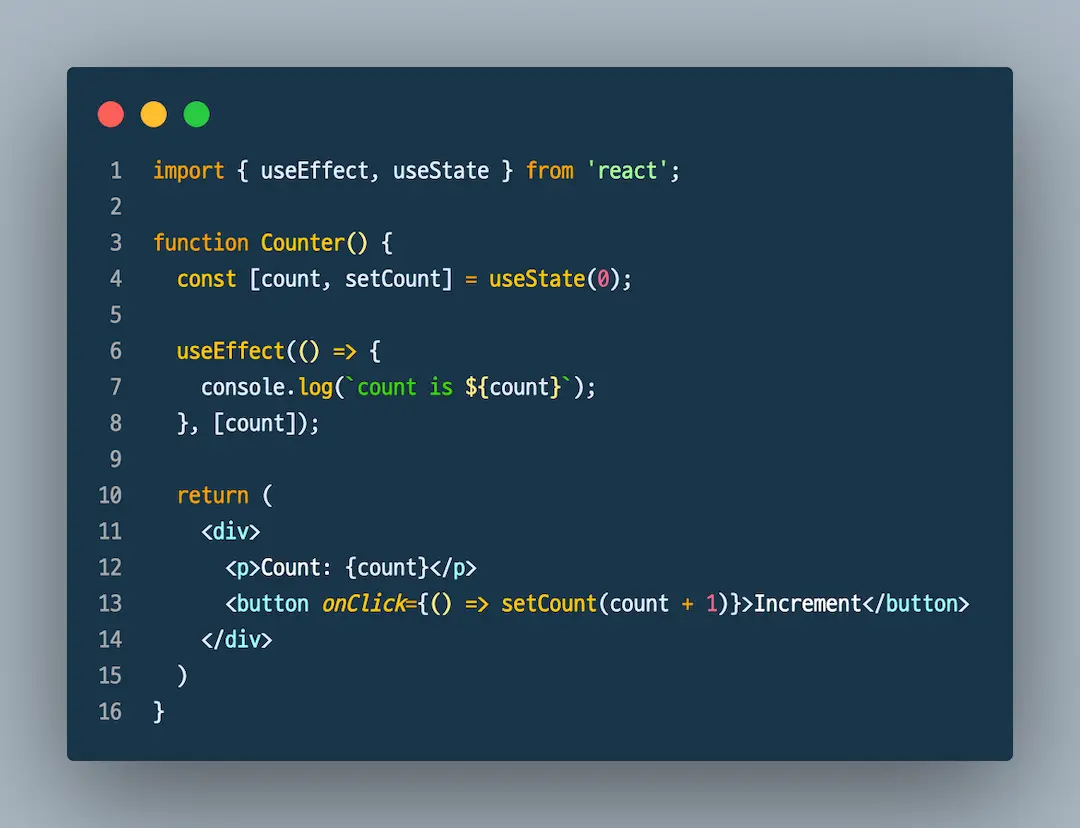 1 import { useEffect, useState } from 'react';
2
3 function Counter() {
4   const [count, setCount] = useState(0);
5
6   useEffect(() => {
7     console.log(`count is ${count}`);
8   }, [count]);
9
10   return (
11     <div>
12       <p>Count: {count}</p>
13       <button onClick={() => setCount(count + 1)}>Increment</button>
14     </div>
15   )
16 }